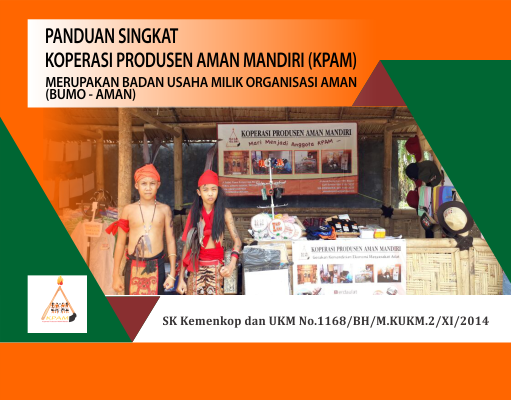 PANDUAN SINGKAT
KOPERASI PRODUSEN AMAN MANDIRI (KPAM)
MERUPAKAN BADAN USAHA MILIK ORGANISASI AMAN
(BUMO - AMAN)
KOPERASI PRODUSEN AMAN MANDIRI
Mari Menjadi Anggota KPAM
KOPERASI PRODUSEN AMAN MANDIRI
KPAM
SK Kemenkop dan UKM No.1168/BH/M.KUKM.2/XI/2014